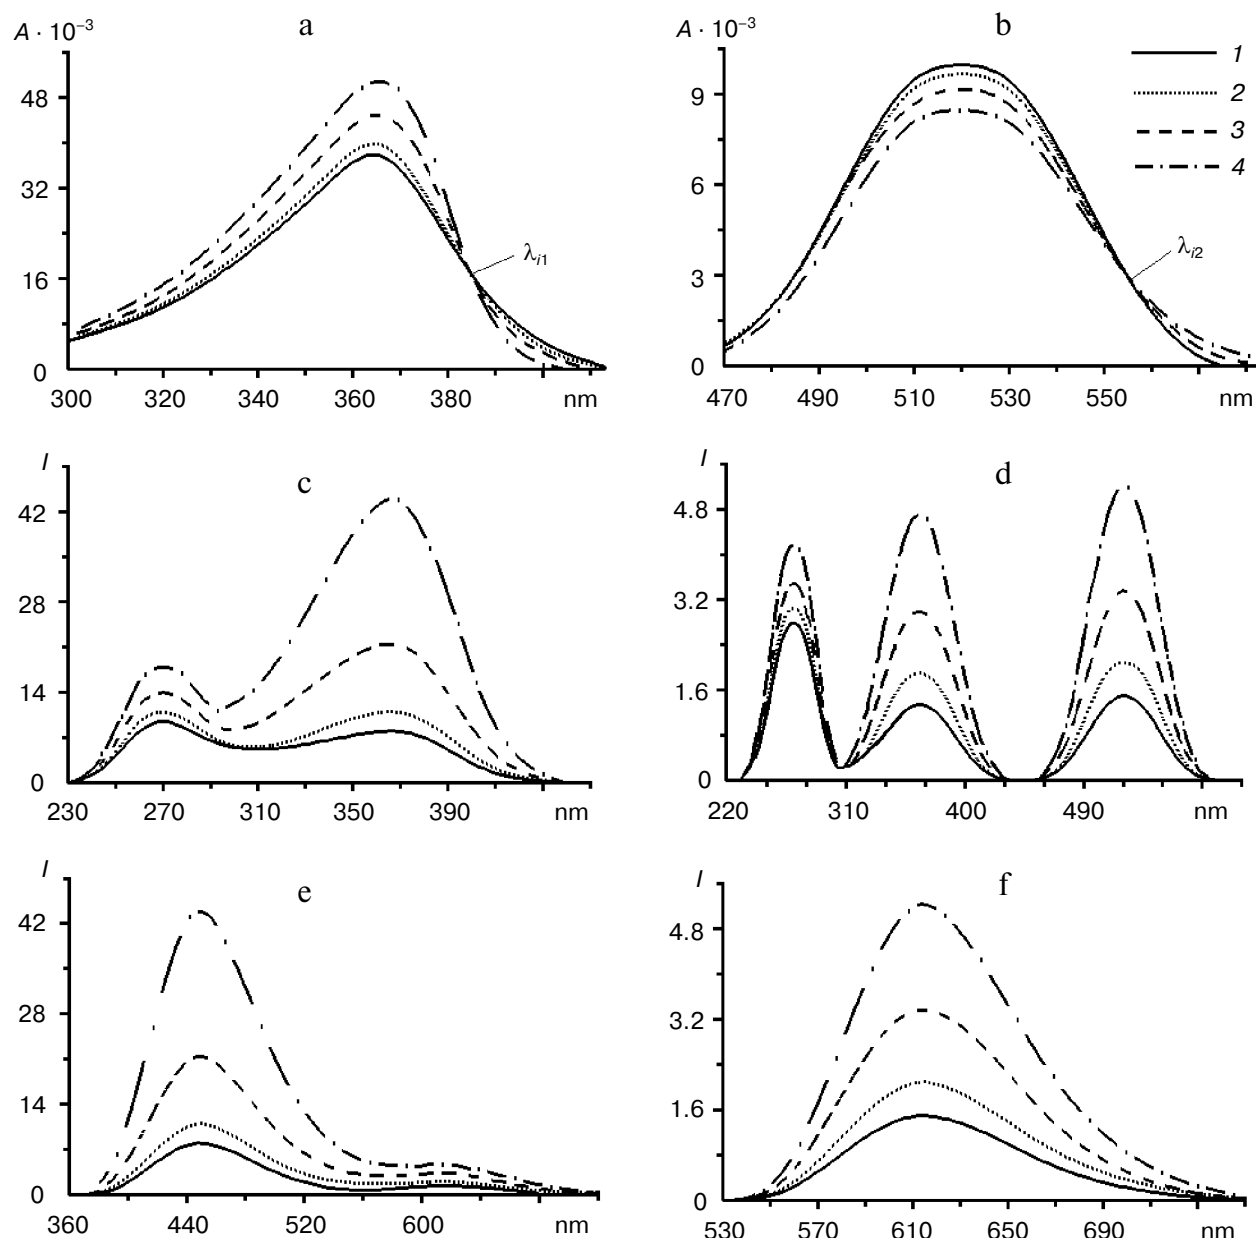 A · 10⁻³
a
48
32
16
0
λi1
300 320 340 360 380 nm
A · 10⁻³
b
9
6
3
0
λi2
1
2
3
4
470 490 510 530 550 nm
I
c
42
28
14
0
230 270 310 350 390 nm
I
d
4.8
3.2
1.6
0
220 310 400 490 nm
I
e
42
28
14
0
360 440 520 600 nm
I
f
4.8
3.2
1.6
0
530 570 610 650 690 nm